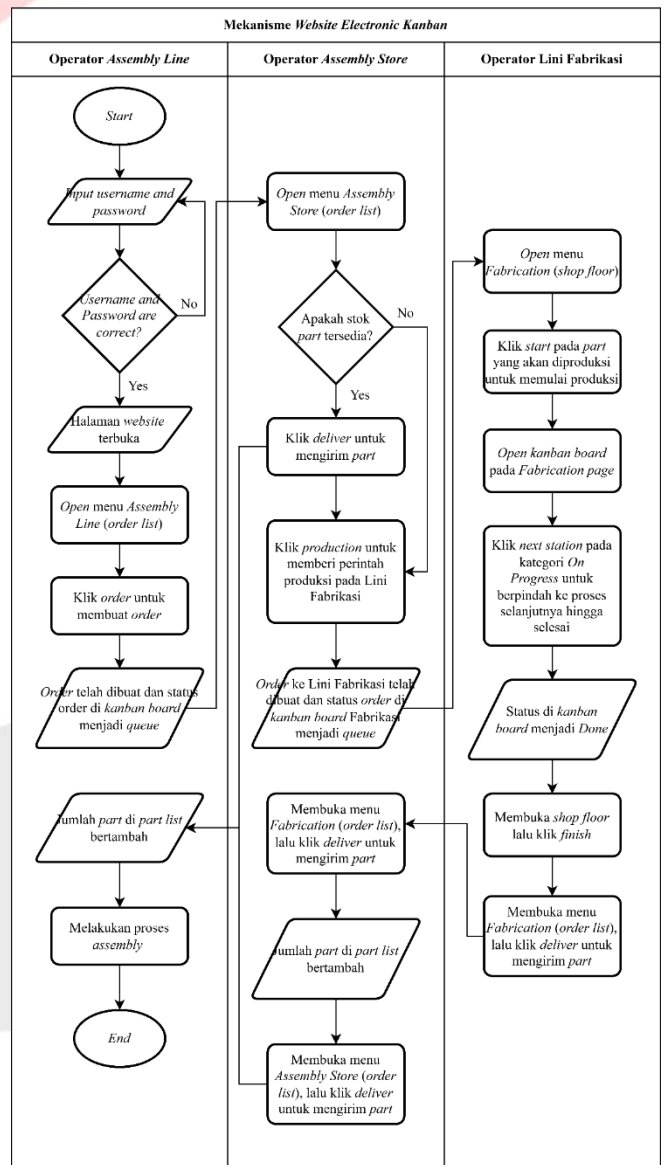 Mekanisme Website Electronic Kanban
Operator Assembly Line
Operator Assembly Store
Operator Lini Fabrikasi
Start
Input username and
password
Username and
Password are
correct?
No
Yes
Halaman website
terbuka
Open menu Assembly
Line (order list)
Klik order untuk
membuat order
Order telah dibuat dan status
order di kanban board
menjadi queue
Jumlah part di part list
bertambah
Melakukan proses
assembly
End
Open menu Assembly
Store (order list)
Apakah stok
part tersedia?
No
Yes
Klik deliver untuk
mengirim part
Klik production untuk
memberi perintah
produksi pada Lini
Fabrikasi
Order ke Lini Fabrikasi telah
dibuat dan status order di
kanban board Fabrikasi
menjadi queue
Membuka menu
Fabrication (order list),
lalu klik deliver untuk
mengirim part
Jumlah part di part list
bertambah
Membuka menu
Assembly Store (order
list), lalu klik deliver
untuk mengirim part
Open menu
Fabrication (shop floor)
Klik start pada part
yang akan diproduksi
untuk memulai produksi
Open kanban board
pada Fabrication page
Klik next station pada
kategori On
Progress untuk
berpindah ke proses
selanjutnya hingga
selesai
Status di kanban
board menjadi Done
Membuka shop floor
lalu klik finish
Membuka menu
Fabrication (order list),
lalu klik deliver untuk
mengirim part